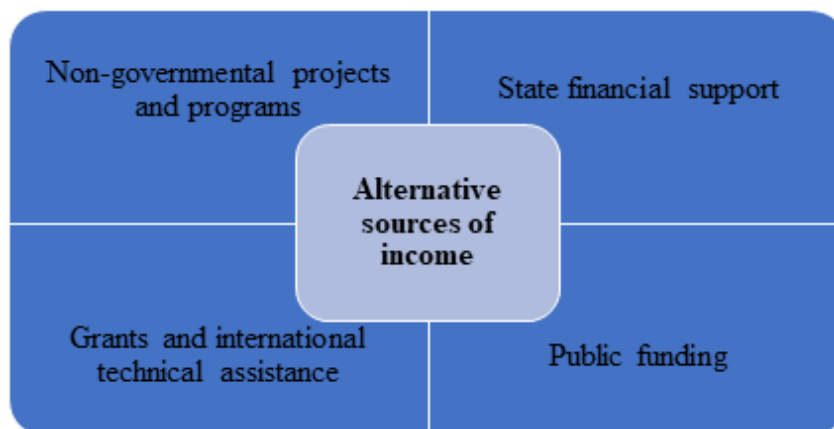 Non-governmental projects
and programs
State financial support
Alternative
sources of
income
Grants and international
technical assistance
Public funding